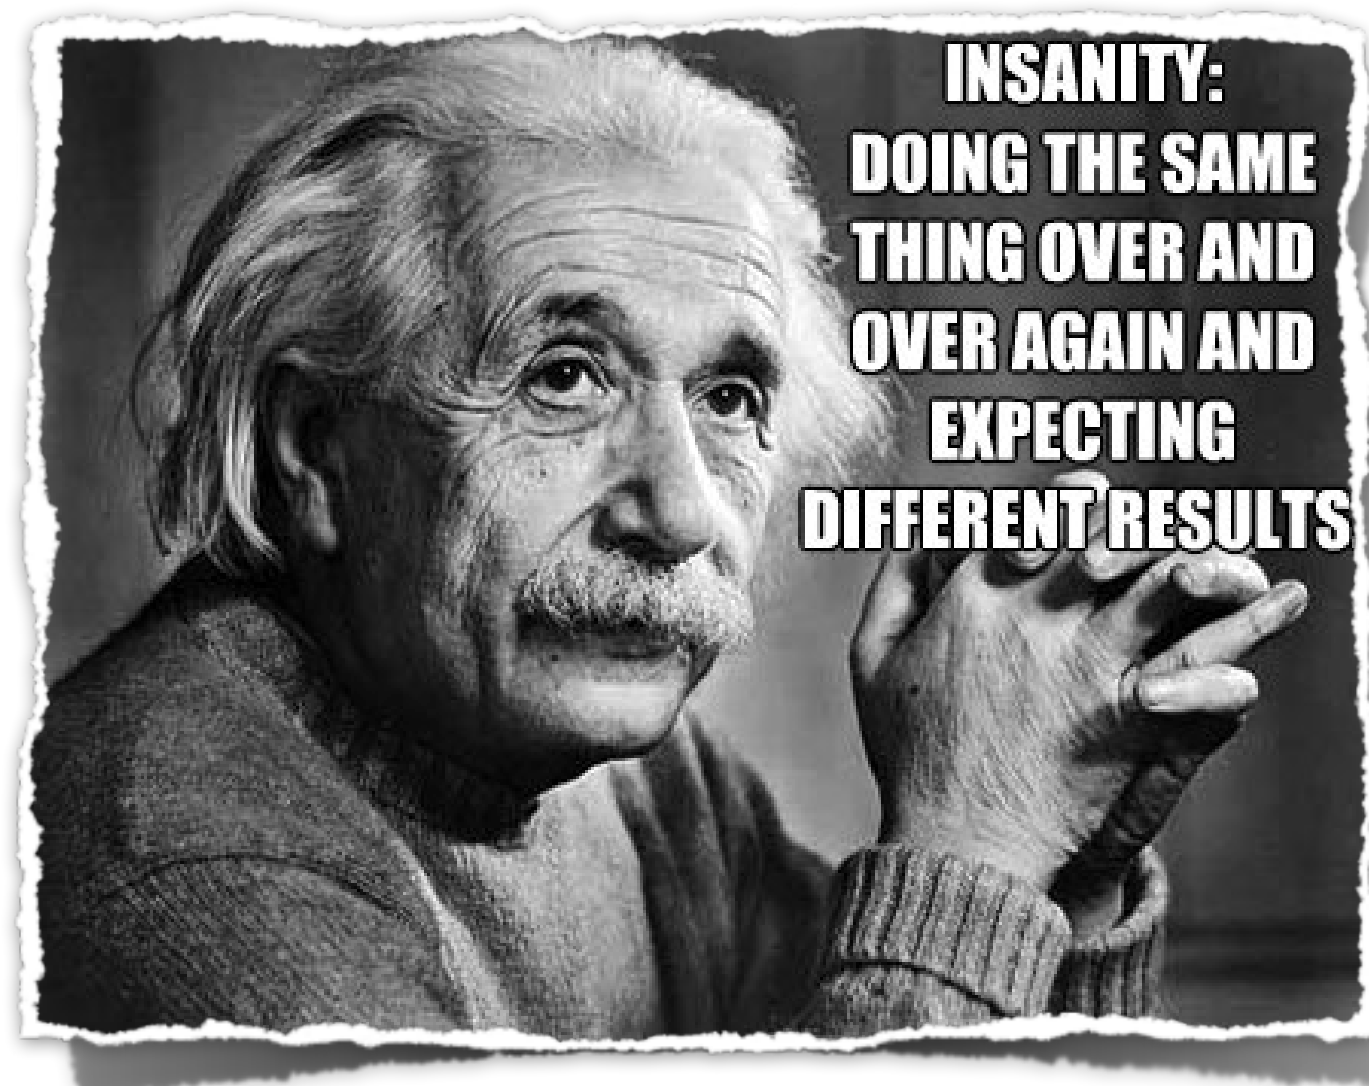 INSANITY:
DOING THE SAME
THING OVER AND
OVER AGAIN AND
EXPECTING
DIFFERENT RESULTS